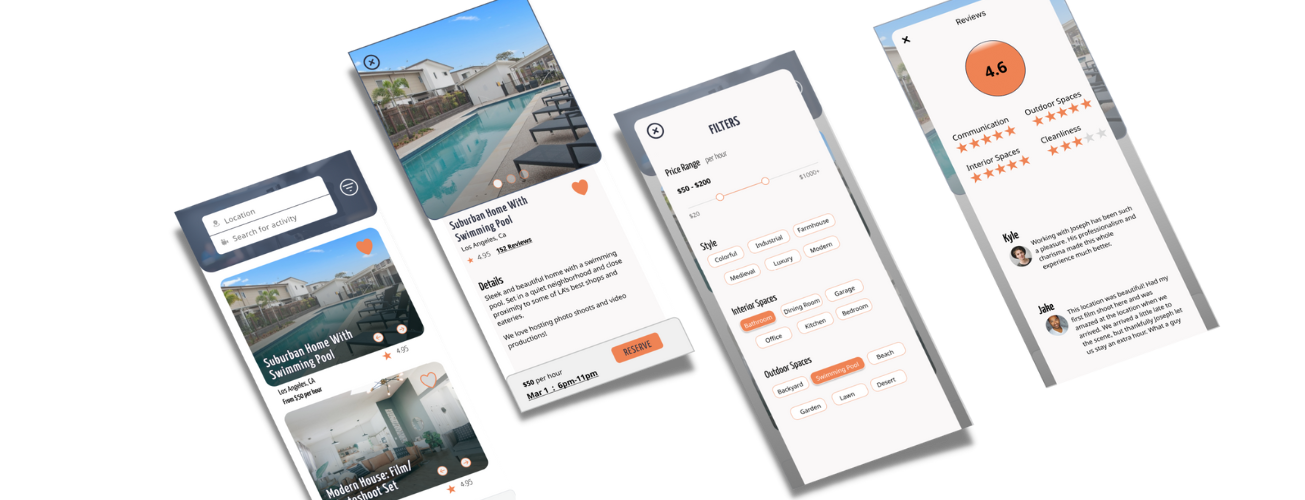 Location
Search for activity
Suburban Home With
Swimming Pool
4.95
Los Angeles, CA
From $50 per hour
Modern House: Film/
4.95
Suburban Home With
Swimming Pool
Los Angeles, Ca
4.95 152 Reviews
Details
Sleek and beautiful home with a swimming
pool. Set in a quiet neighborhood and close
proximity to some of LA's best shops and
eateries.
We love hosting photo shoots and video
productions!
$50 per hour
Mar 1 : 6pm-11pm
RESERVE
FILTERS
Price Range per hour
$50 - $200
$20
$1000+
Style
Colorful
Industrial
Farmhouse
Medieval
Luxury
Modern
Interior Spaces
Bathroom
Dining Room
Garage
Office
Kitchen
Bedroom
Outdoor Spaces
Backyard
Swimming Pool
Beach
Garden
Lawn
Desert
Reviews
4.6
Communication
Outdoor Spaces
Interior Spaces
Cleanliness
Kyle
Working with Joseph has been such
a pleasure. His professionalism and
charisma made this whole
experience much better.
Jake
This location was beautiful! Had my
first film shoot here and was
amazed at the location when we
arrived. We arrived a little late to
the scene, but thankfully Joseph let
us stay an extra hour. What a guy